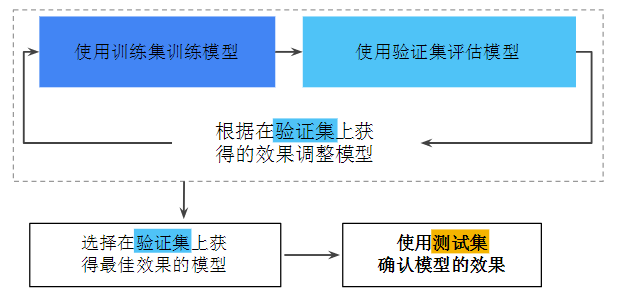 使用训练集训练模型
使用验证集评估模型
根据在验证集上获
得的效果调整模型
选择在验证集上获
得最佳效果的模型
使用测试集
确认模型的效果